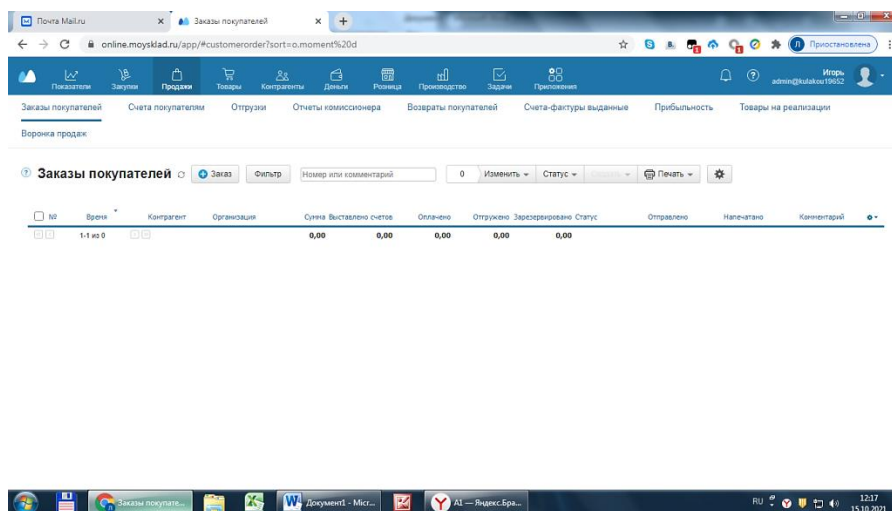 Почта Mail.ru
Заказы покупателей
online.moysklad.ru/app/#customerorder?sort=o.moment%20d
Л Приостановлена
Показатели Закупки Продажи Товары Контрагенты Деньги Розница Производство Задачи Приложения
Игорь
admin@kulakou19652
Заказы покупателей Счета покупателям Отгрузки Отчеты комиссионера Возвраты покупателей Счета-фактуры выданные Прибыльность Товары на реализации
Воронка продаж
Заказы покупателей Заказ Фильтр Номер или комментарий 0 Изменить Статус Печать
№ Время Контрагент Организация Сумма Выставлено счетов Оплачено Отгружено Зарезервировано Статус Отправлено Напечатано Комментарий
1-1 из 0 0,00 0,00 0,00 0,00 0,00
Заказы покупате... Документ1 - Micr... А1 — Яндекс.Бра... RU 12:17
15.10.2021